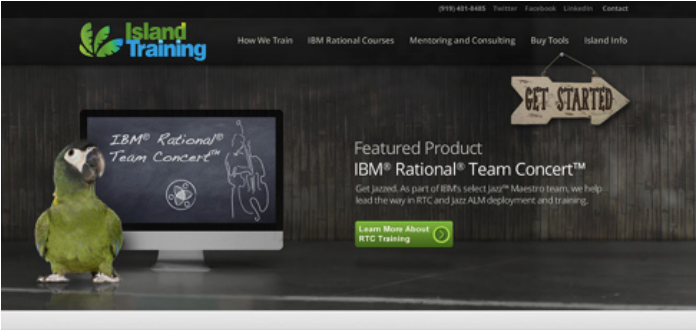 (919) 401-8485 Twitter Facebook LinkedIn Contact
Island
Training
How We Train IBM Rational Courses Mentoring and Consulting Buy Tools Island Info
GET STARTED
IBM® Rational®
Team Concert™
Featured Product
IBM® Rational® Team Concert™
Get Jazzed. As part of IBM's select Jazz™ Maestro team, we help
lead the way in RTC and Jazz ALM deployment and training.
Learn More About
RTC Training